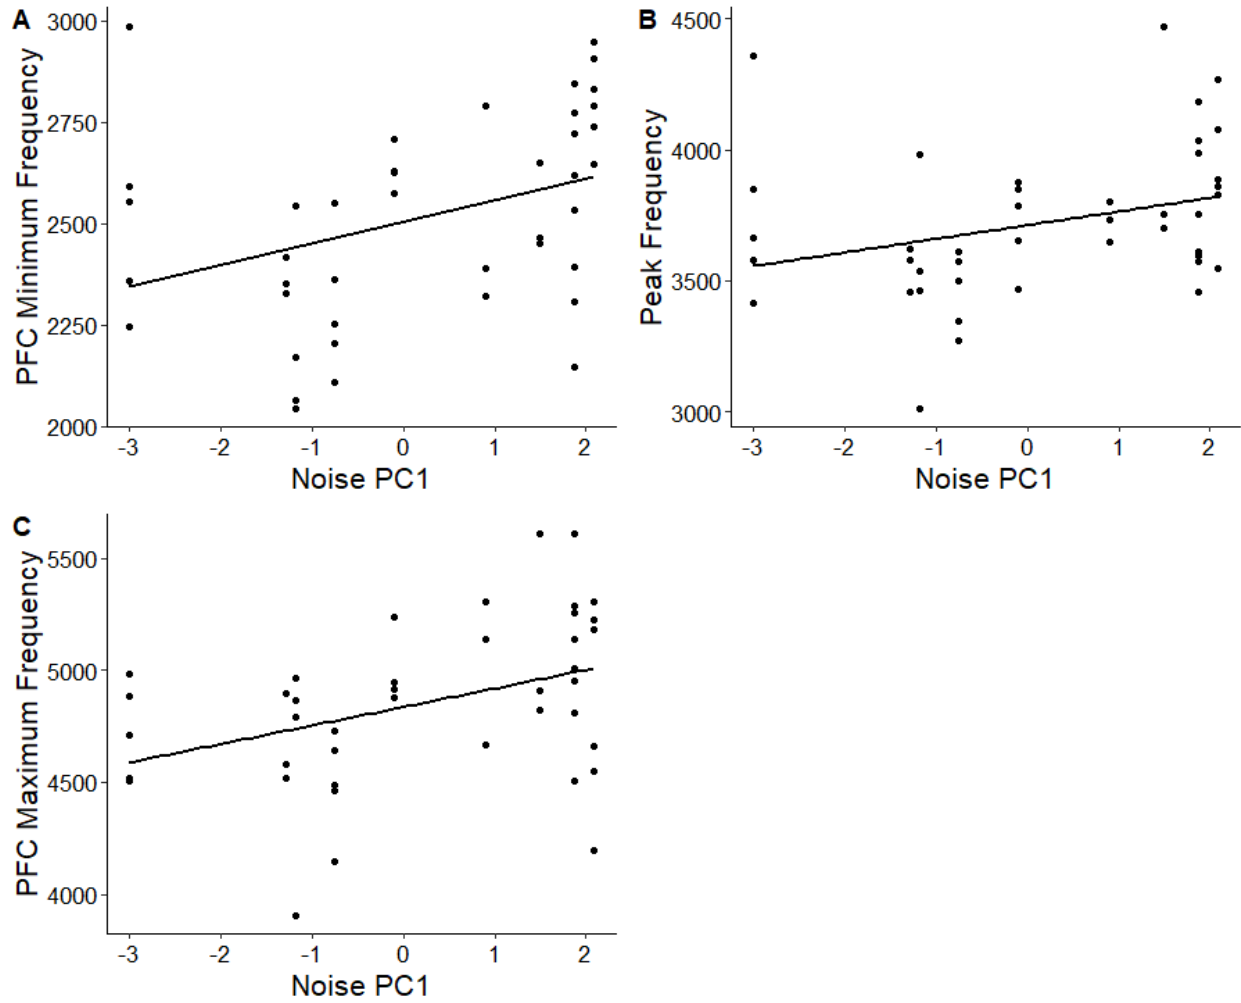 A
PFC Minimum Frequency
3000
2750
2500
2250
2000
-3 -2 -1 0 1 2
Noise PC1
B
Peak Frequency
4500
4000
3500
3000
-3 -2 -1 0 1 2
Noise PC1
C
PFC Maximum Frequency
5500
5000
4500
4000
-3 -2 -1 0 1 2
Noise PC1